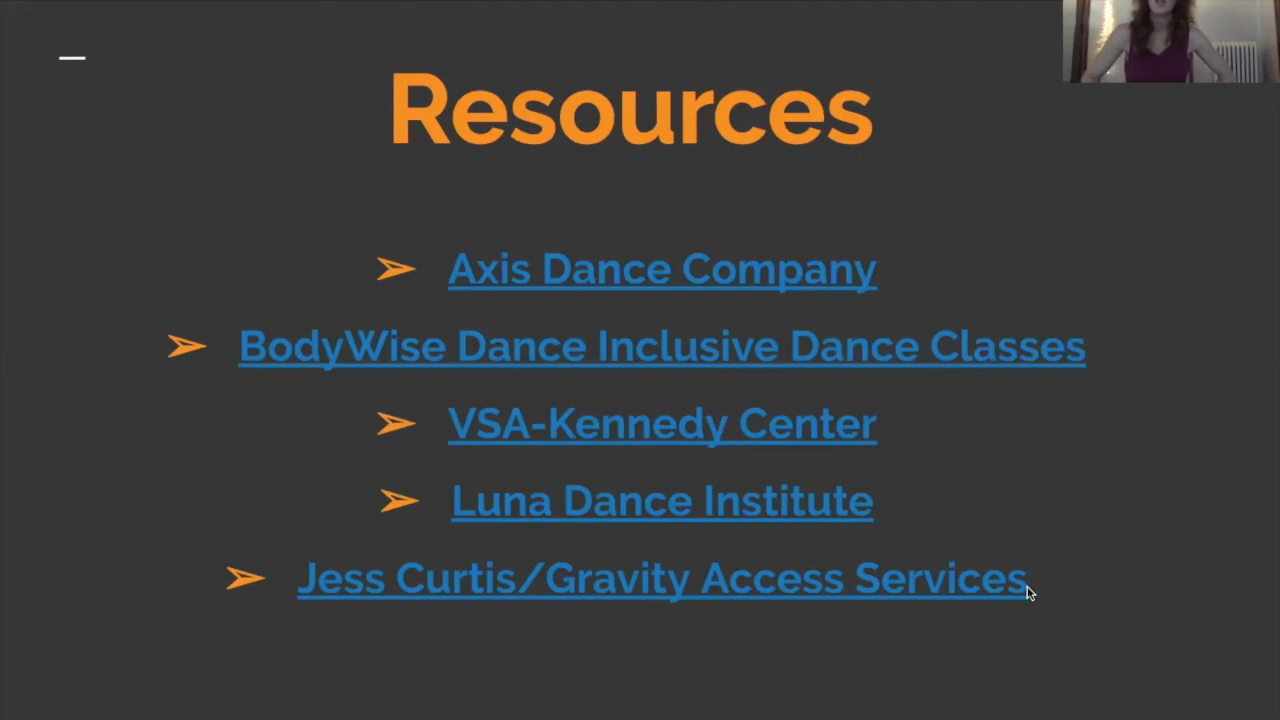 Resources
➢ Axis Dance Company
➢ BodyWise Dance Inclusive Dance Classes
➢ VSA-Kennedy Center
➢ Luna Dance Institute
➢ Jess Curtis/Gravity Access Services